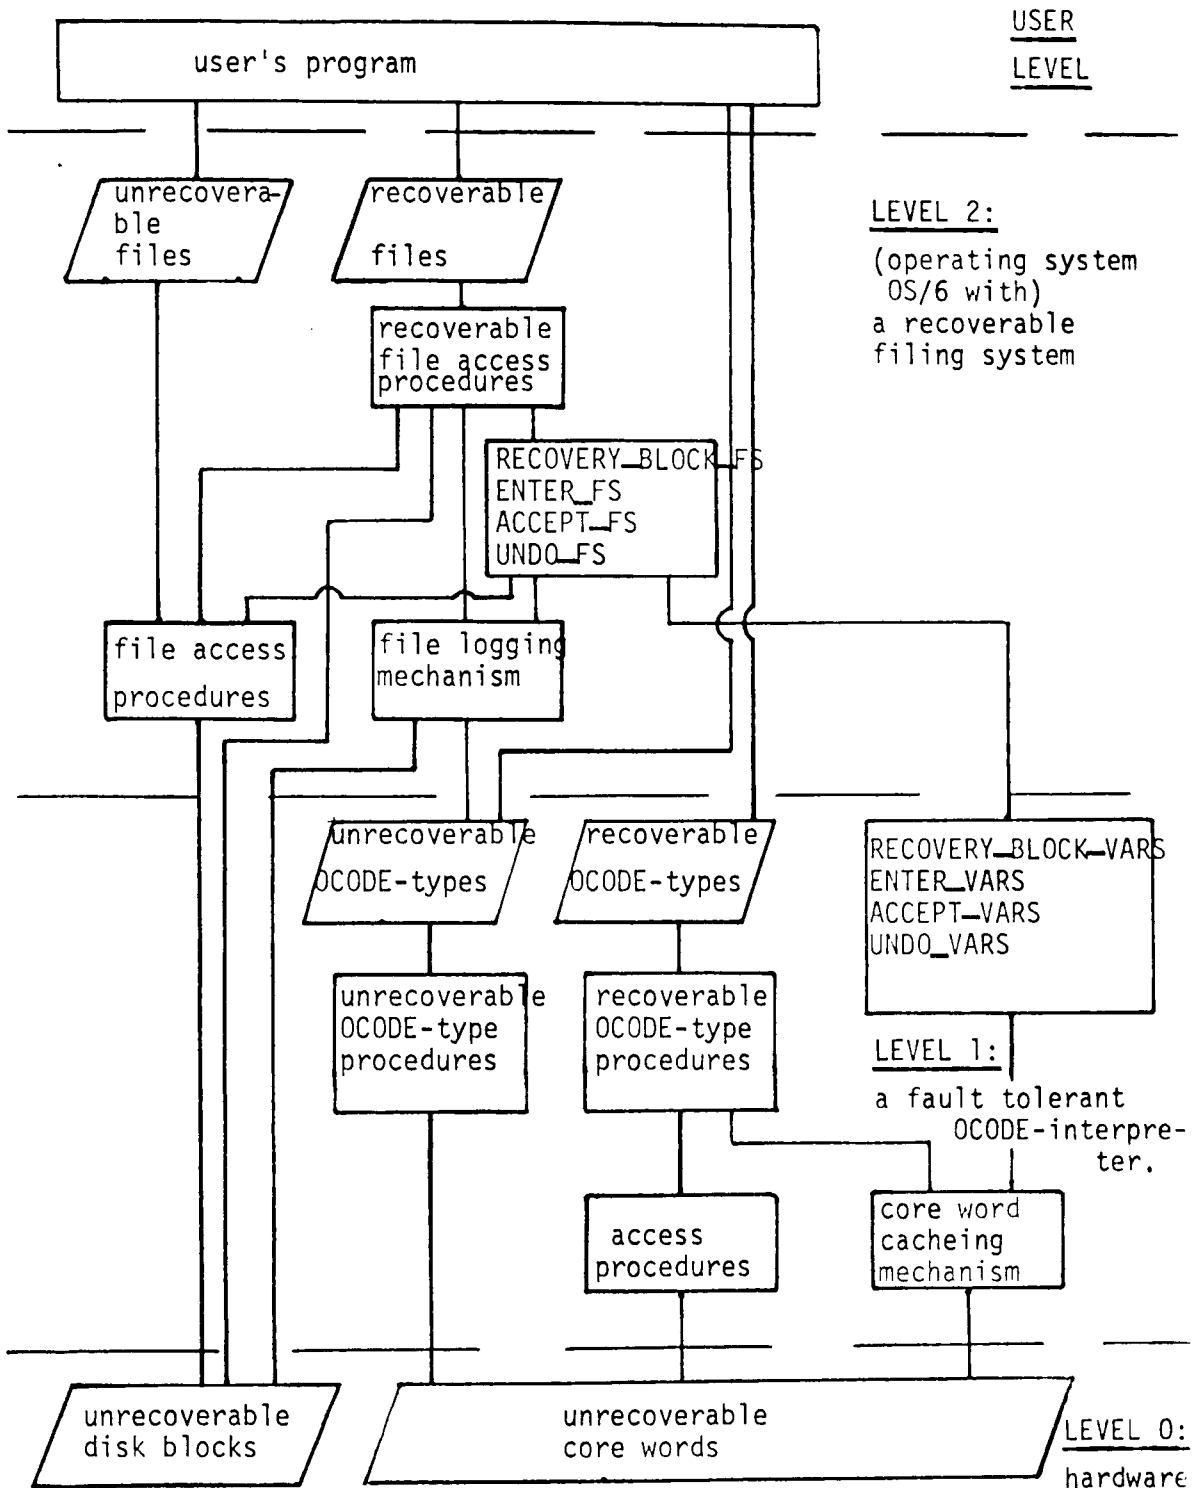 USER
LEVEL
user's program
unrecovera-
ble
files
recoverable
files
LEVEL 2:
(operating system
OS/6 with)
a recoverable
filing system
recoverable
file access
procedures
RECOVERY_BLOCK_FS
ENTER_FS
ACCEPT_FS
UNDO_FS
file access
procedures
file logging
mechanism
unrecoverable
OCODE-types
recoverable
OCODE-types
RECOVERY_BLOCK_VARS
ENTER_VARS
ACCEPT_VARS
UNDO_VARS
unrecoverable
OCODE-type
procedures
recoverable
OCODE-type
procedures
LEVEL 1:
a fault tolerant
OCODE-interpre-
ter.
access
procedures
core word
cacheing
mechanism
unrecoverable
disk blocks
unrecoverable
core words
LEVEL 0:
hardware